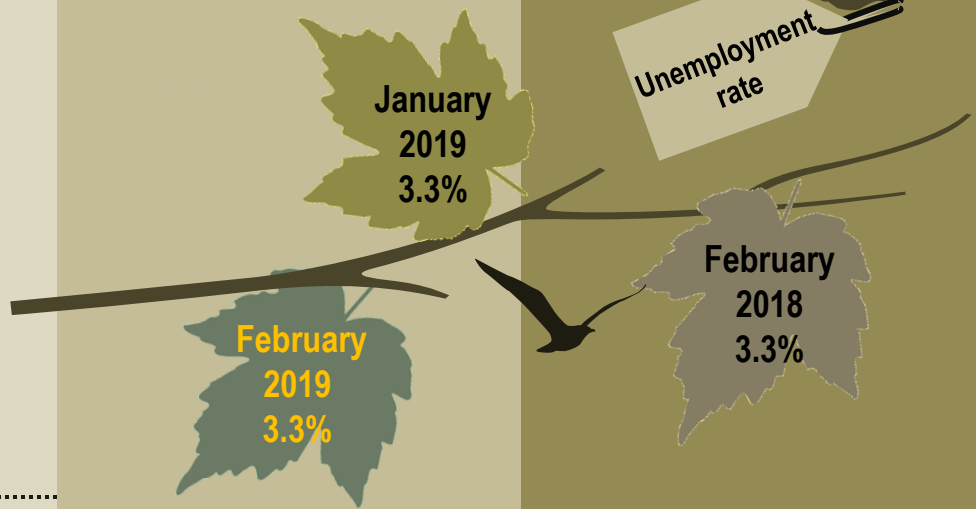 Unemployment
rate
January
2019
3.3%
February
2018
3.3%
February
2019
3.3%